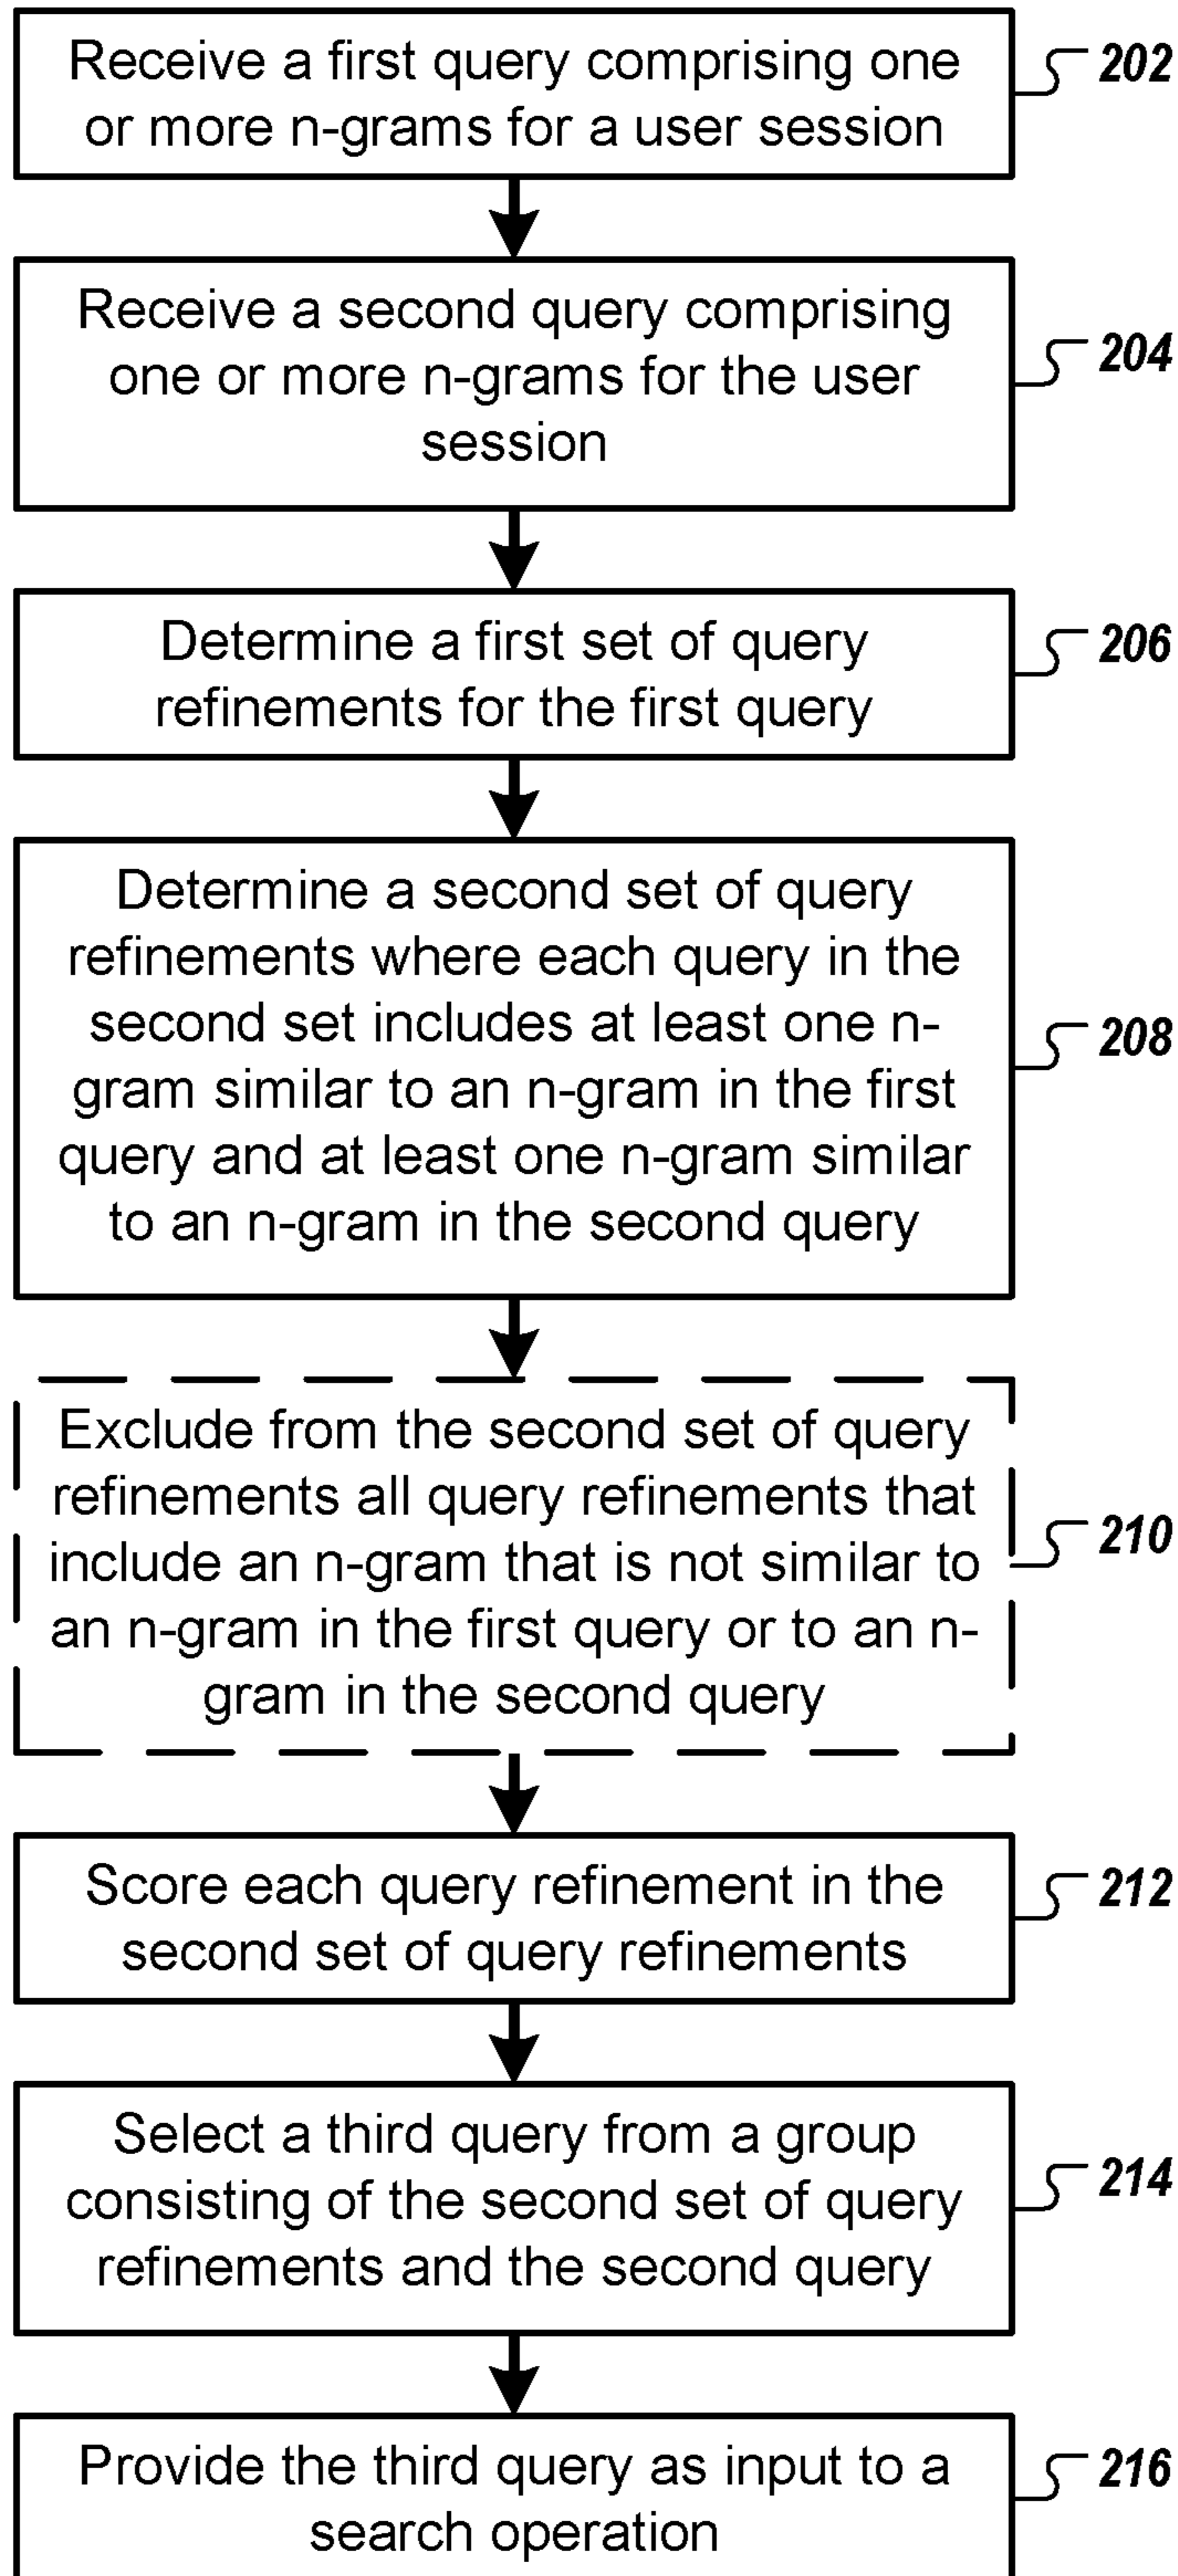 Receive a first query comprising one
or more n-grams for a user session
202
Receive a second query comprising
one or more n-grams for the user
session
204
Determine a first set of query
refinements for the first query
206
Determine a second set of query
refinements where each query in the
second set includes at least one n-
gram similar to an n-gram in the first
query and at least one n-gram similar
to an n-gram in the second query
208
Exclude from the second set of query
refinements all query refinements that
include an n-gram that is not similar to
an n-gram in the first query or to an n-
gram in the second query
210
Score each query refinement in the
second set of query refinements
212
Select a third query from a group
consisting of the second set of query
refinements and the second query
214
Provide the third query as input to a
search operation
216